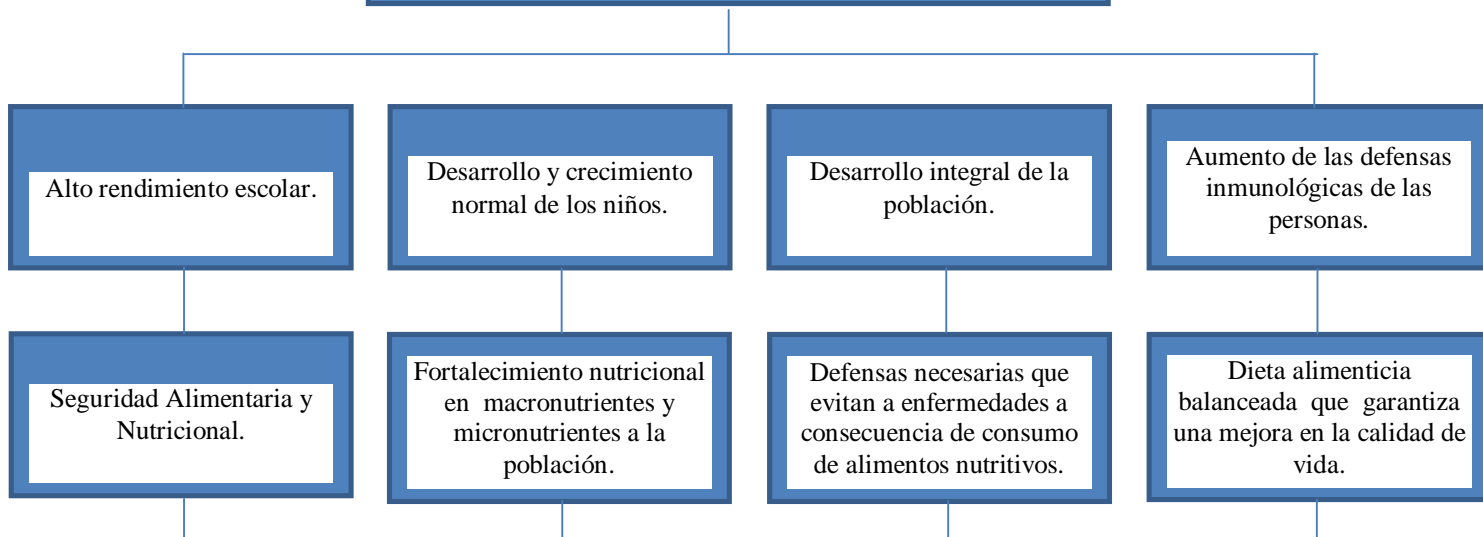 Alto rendimiento escolar.
Desarrollo y crecimiento
normal de los niños.
Desarrollo integral de la
población.
Aumento de las defensas
inmunológicas de las
personas.
Seguridad Alimentaria y
Nutricional.
Fortalecimiento nutricional
en macronutrientes y
micronutrientes a la
población.
Defensas necesarias que
evitan a enfermedades a
consecuencia de consumo
de alimentos nutritivos.
Dieta alimenticia
balanceada que garantiza
una mejora en la calidad de
vida.